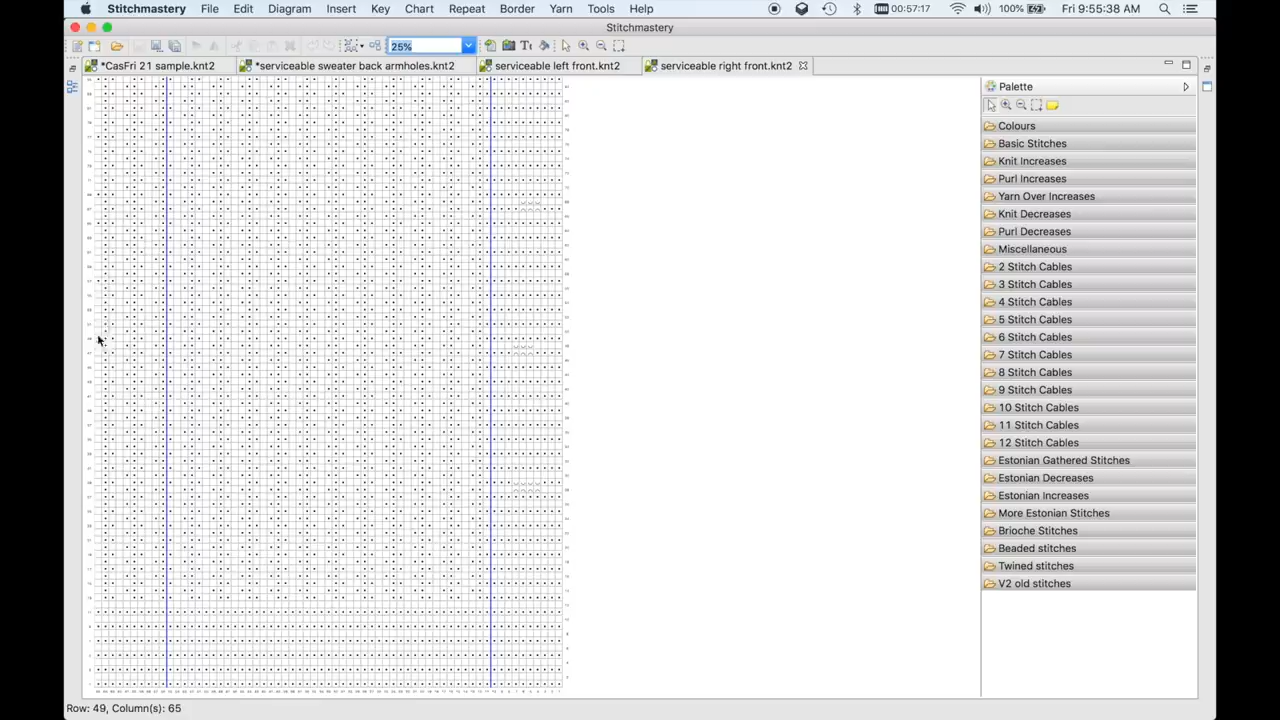 Stitchmastery File Edit Diagram Insert Key Chart Repeat Border Yarn Tools Help 00:57:17 100% Fri 9:55:38 AM
Stitchmastery
25%
*CasFri 21 sample.knt2 *serviceable sweater back armholes.knt2 serviceable left front.knt2 serviceable right front.knt2
Palette
Colours
Basic Stitches
Knit Increases
Purl Increases
Yarn Over Increases
Knit Decreases
Purl Decreases
Miscellaneous
2 Stitch Cables
3 Stitch Cables
4 Stitch Cables
5 Stitch Cables
6 Stitch Cables
7 Stitch Cables
8 Stitch Cables
9 Stitch Cables
10 Stitch Cables
11 Stitch Cables
12 Stitch Cables
Estonian Gathered Stitches
Estonian Decreases
Estonian Increases
More Estonian Stitches
Brioche Stitches
Beaded stitches
Twined stitches
V2 old stitches
Row: 49, Column(s): 65